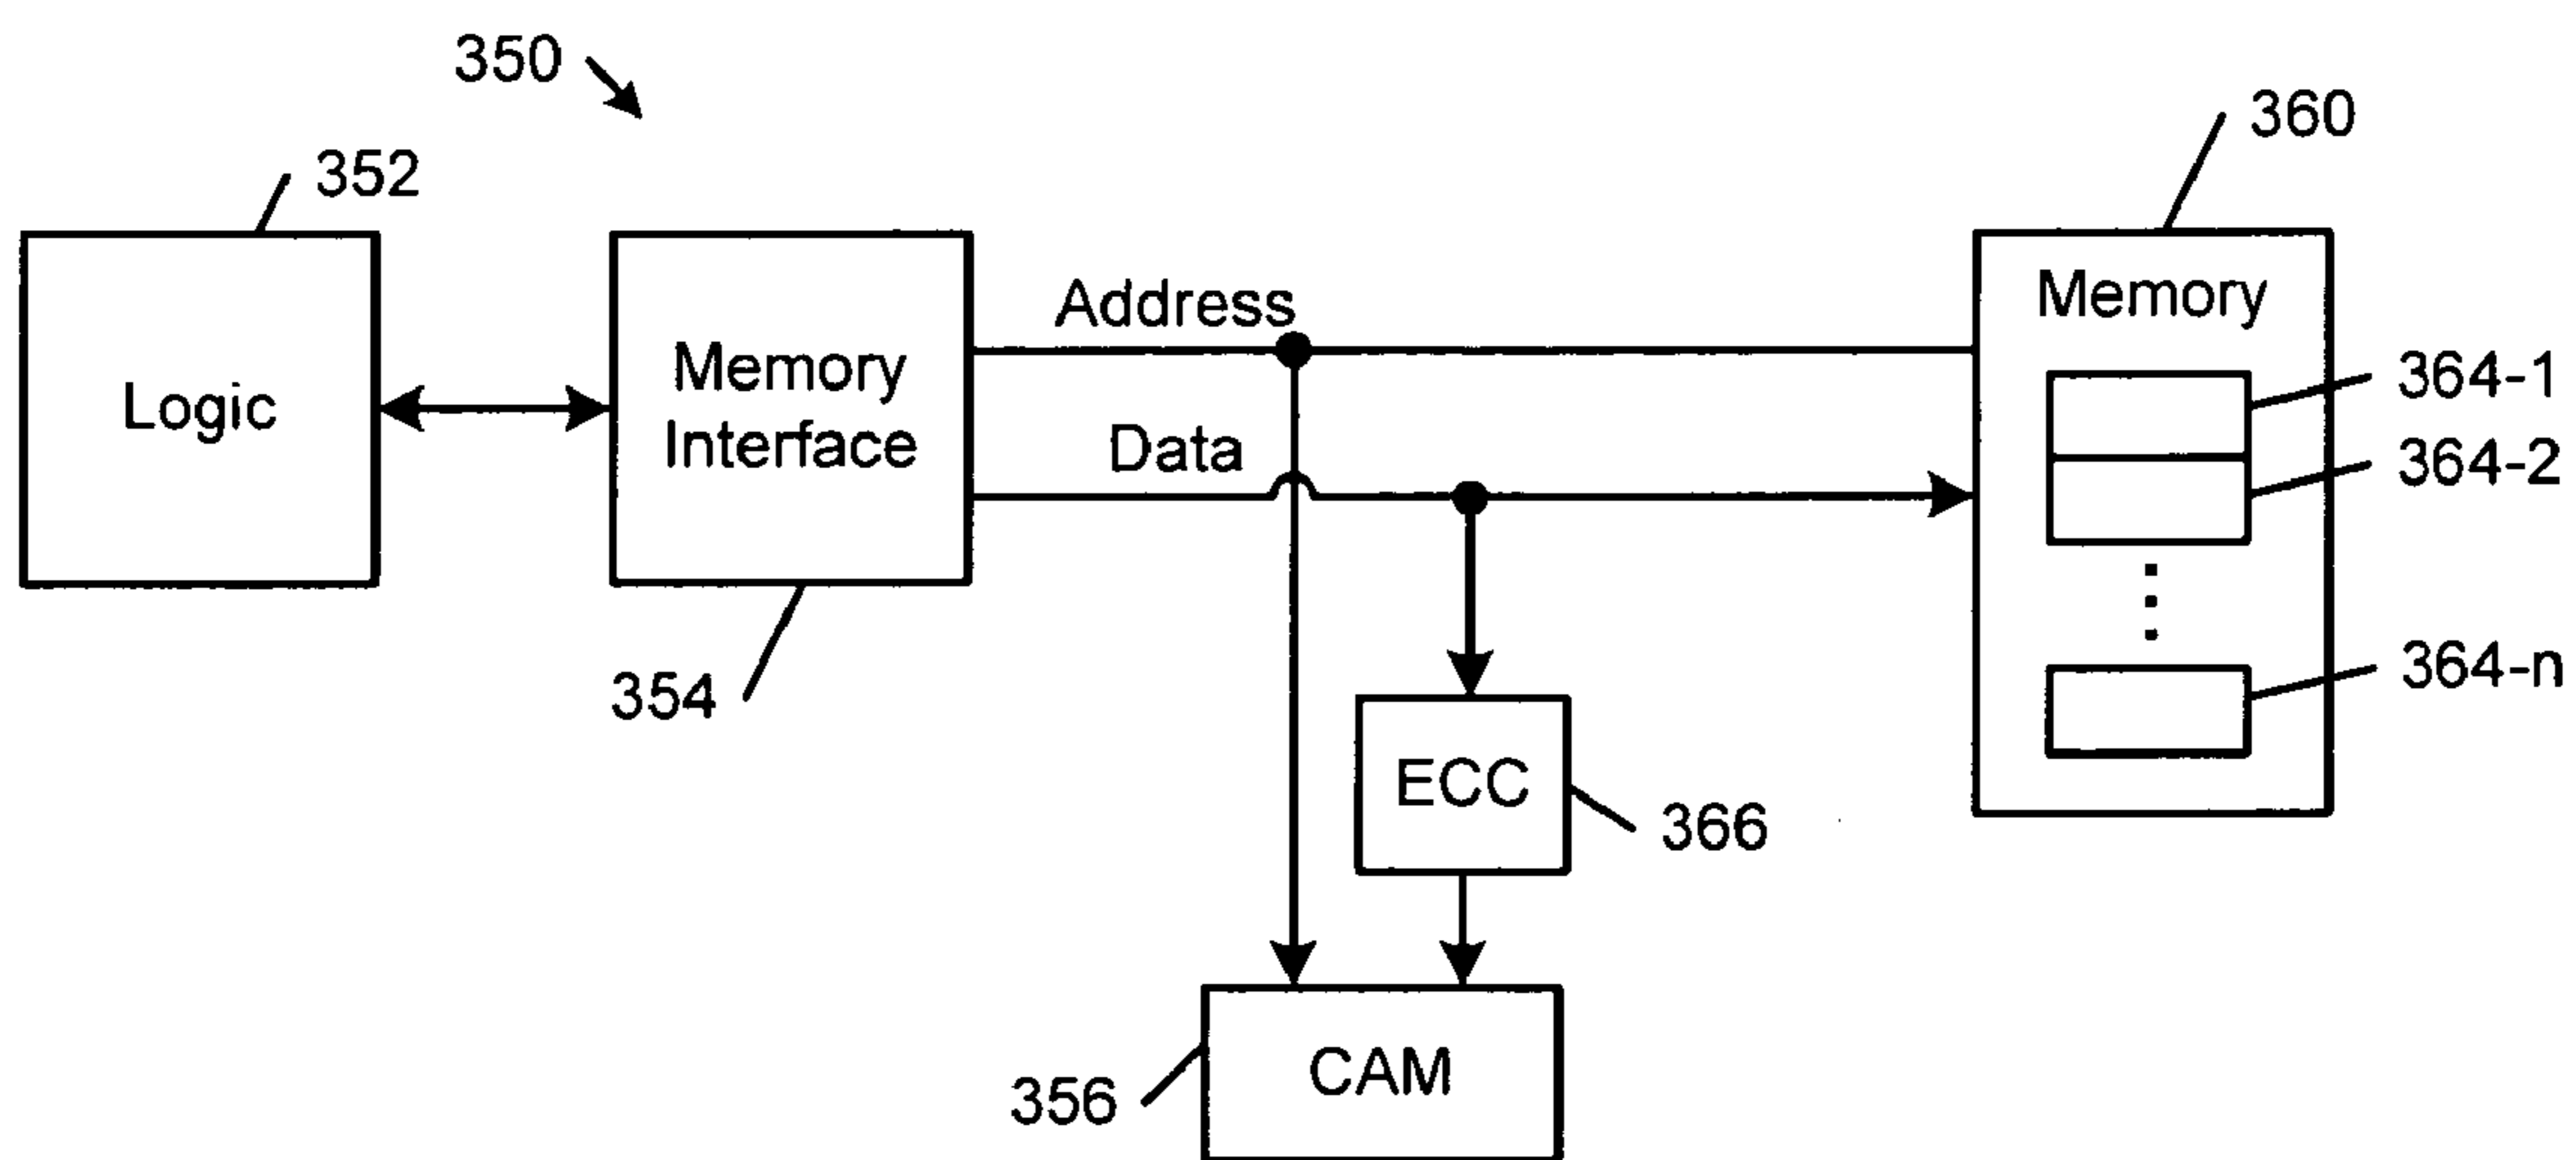 350
352
360
Logic
Memory
Interface
Address
Data
Memory
364-1
364-2
364-n
354
ECC
366
356
CAM